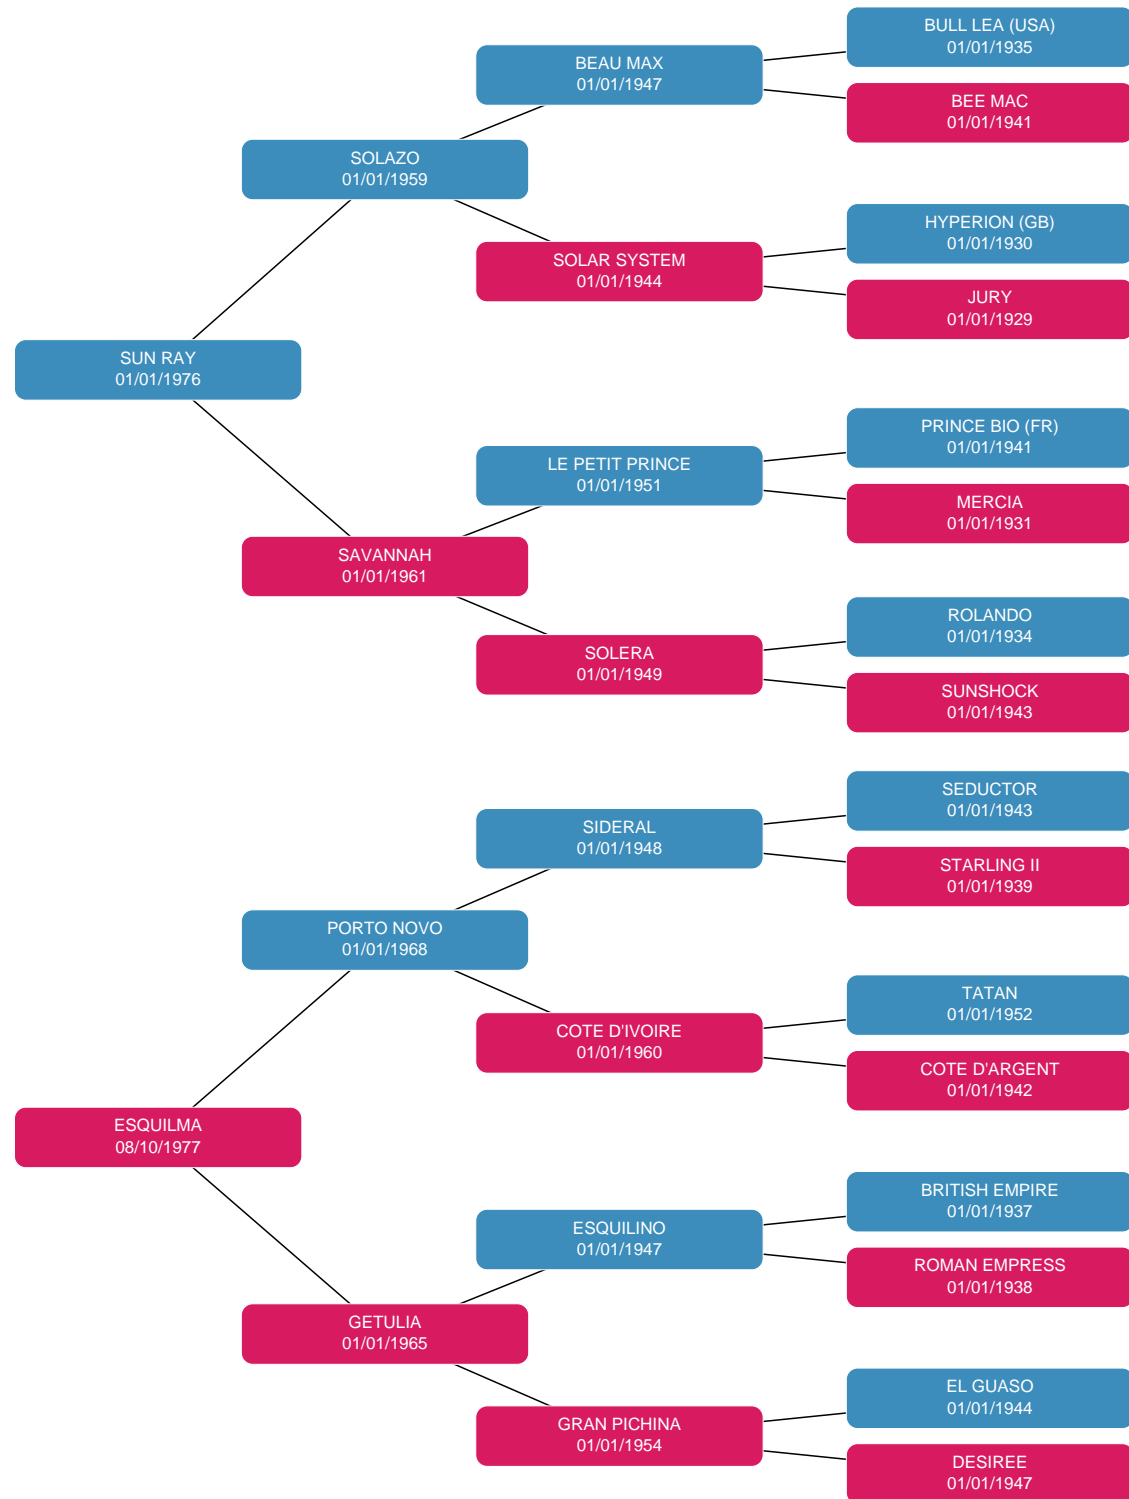 BULL LEA (USA)
01/01/1935
BEAU MAX
01/01/1947
BEE MAC
01/01/1941
SOLAZO
01/01/1959
HYPERION (GB)
01/01/1930
SOLAR SYSTEM
01/01/1944
JURY
01/01/1929
SUN RAY
01/01/1976
PRINCE BIO (FR)
01/01/1941
LE PETIT PRINCE
01/01/1951
MERCIA
01/01/1931
SAVANNAH
01/01/1961
ROLANDO
01/01/1934
SOLERA
01/01/1949
SUNSHOCK
01/01/1943
SEDUCTOR
01/01/1943
SIDERAL
01/01/1948
STARLING II
01/01/1939
PORTO NOVO
01/01/1968
TATAN
01/01/1952
COTE D'IVOIRE
01/01/1960
COTE D'ARGENT
01/01/1942
ESQUILMA
08/10/1977
BRITISH EMPIRE
01/01/1937
ESQUILINO
01/01/1947
ROMAN EMPRESS
01/01/1938
GETULIA
01/01/1965
EL GUASO
01/01/1944
GRAN PICHINA
01/01/1954
DESIREE
01/01/1947